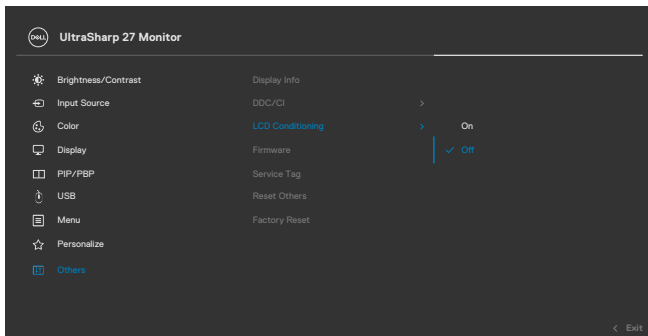 DELL UltraSharp 27 Monitor
Brightness/Contrast Display Info
Input Source DDC/CI >
Color LCD Conditioning > On
Display Firmware ✓ Off
PIP/PBP Service Tag
USB Reset Others
Menu Factory Reset
Personalize
Others
< Exit